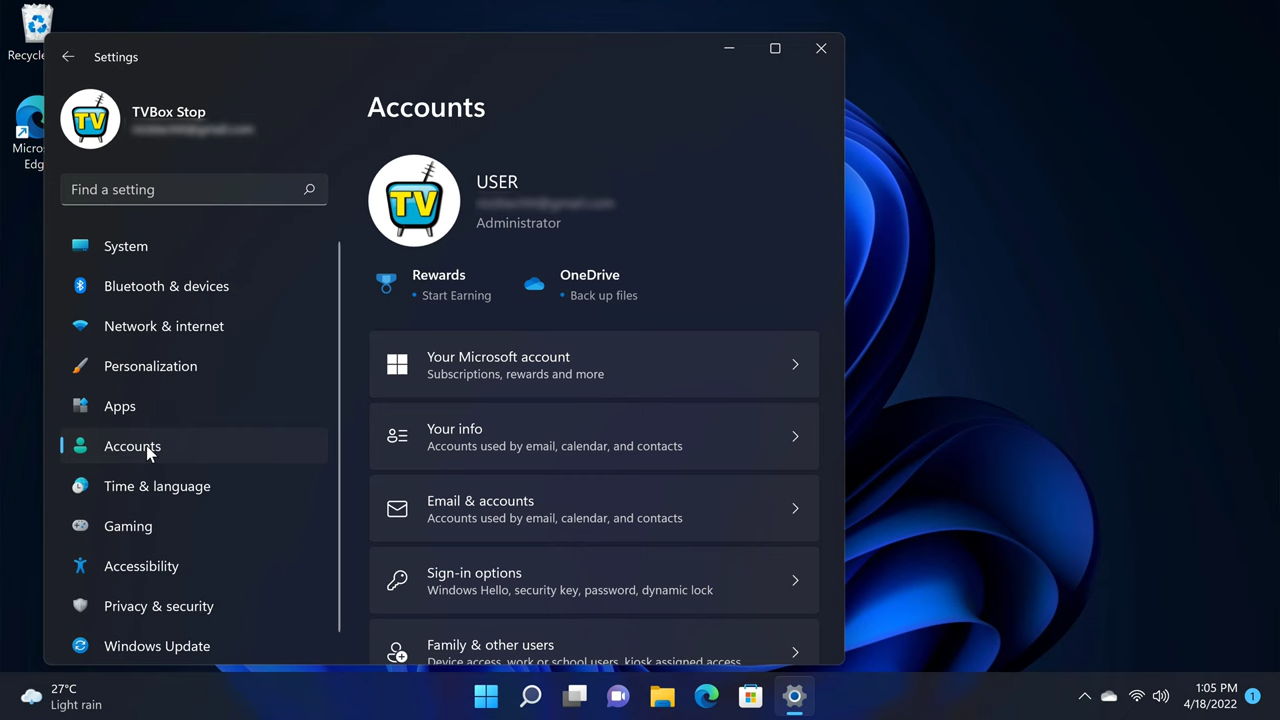 Recycle
Micro
Edg
Settings
TVBox Stop
TV
Find a setting
System
Bluetooth & devices
Network & internet
Personalization
Apps
Accounts
Time & language
Gaming
Accessibility
Privacy & security
Windows Update
Accounts
TV
USER
Administrator
Rewards
• Start Earning
OneDrive
• Back up files
Your Microsoft account
Subscriptions, rewards and more
Your info
Accounts used by email, calendar, and contacts
Email & accounts
Accounts used by email, calendar, and contacts
Sign-in options
Windows Hello, security key, password, dynamic lock
Family & other users
Device access, work or school users, kiosk assigned access
27°C
Light rain
1:05 PM
4/18/2022
1